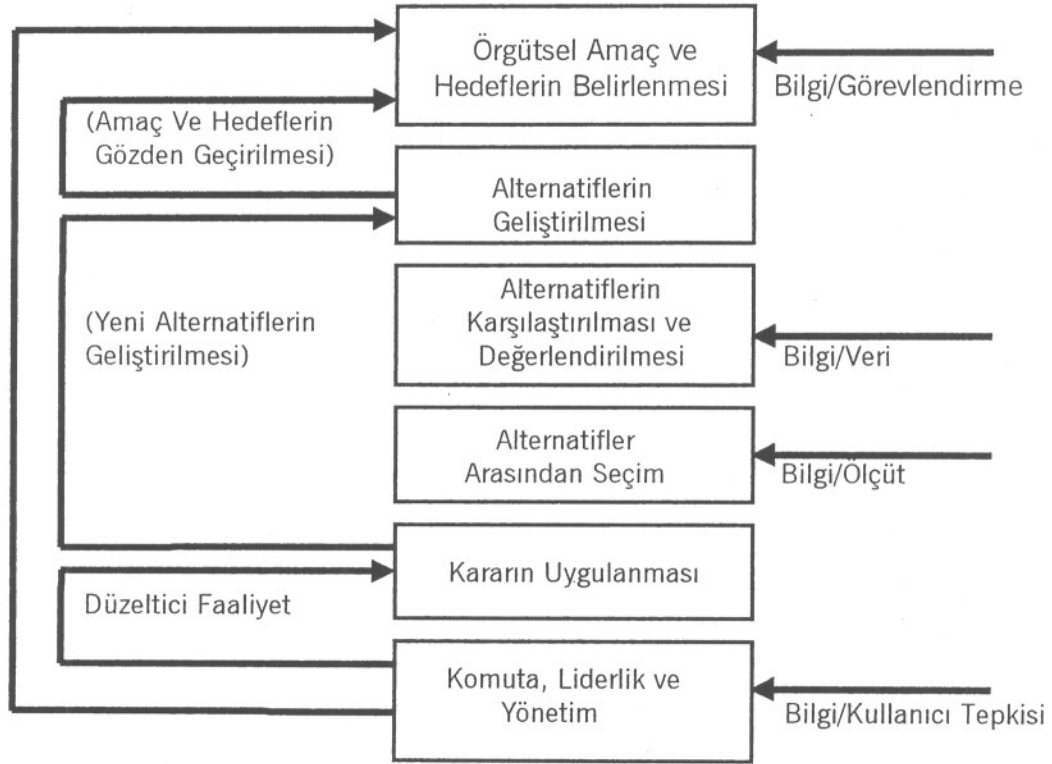 Örgütsel Amaç ve
Hedeflerin Belirlenmesi
Bilgi/Görevlendirme
(Amaç Ve Hedeflerin
Gözden Geçirilmesi)
Alternatiflerin
Geliştirilmesi
Alternatiflerin
Karşılaştırılması ve
Değerlendirilmesi
(Yeni Alternatiflerin
Geliştirilmesi)
Bilgi/Veri
Alternatifler
Arasından Seçim
Bilgi/Ölçüt
Kararın Uygulanması
Düzeltici Faaliyet
Komuta, Liderlik ve
Yönetim
Bilgi/Kullanıcı Tepkisi